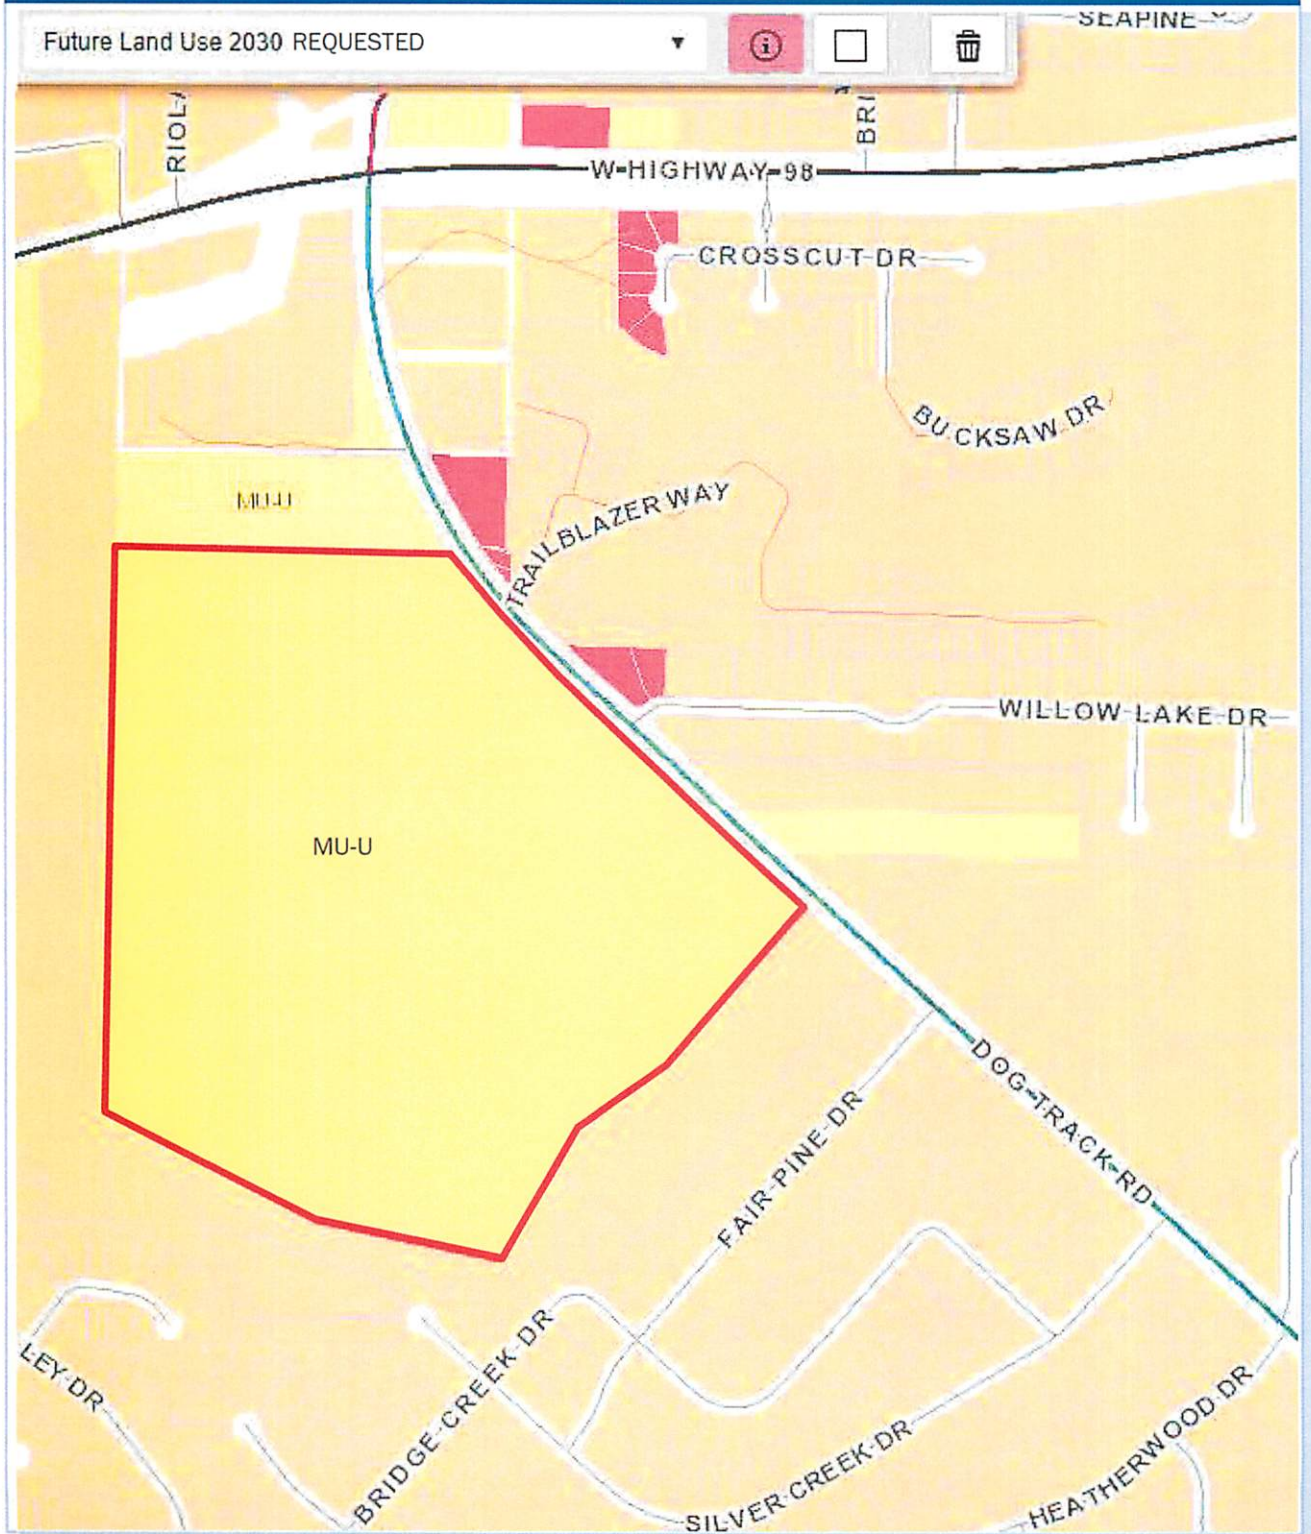 SEAPINE
Future Land Use 2030 REQUESTED
BRI
W HIGHWAY 98
CROSSCUT DR
BUCKSAW DR
MU-U
TRAILBLAZER WAY
WILLOW LAKE DR
MU-U
DOG TRACK RD
FAIR PINE DR
LEY DR
BRIDGE CREEK DR
SILVER CREEK DR
HEATHERWOOD DR